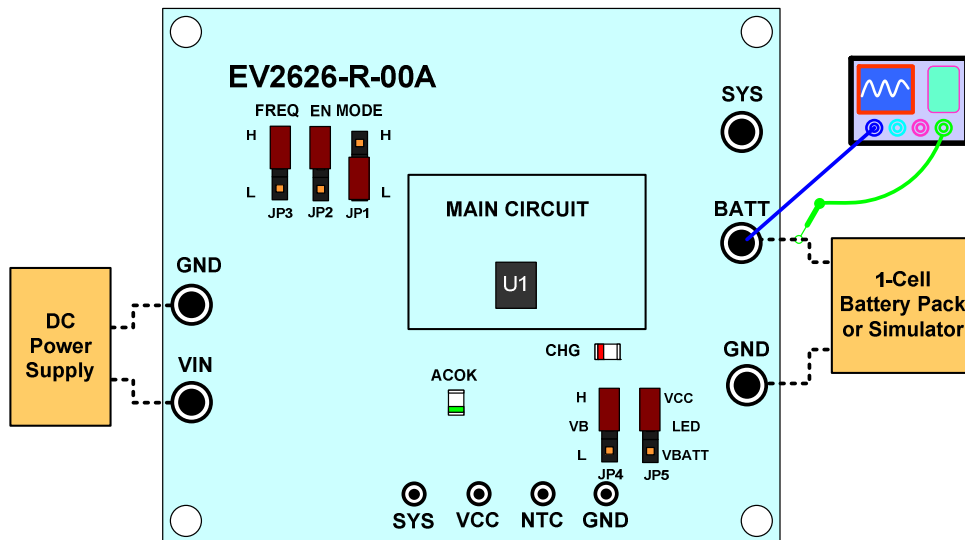 EV2626-R-00A
FREQ EN MODE
H H
L L
JP3 JP2 JP1
SYS
BATT
MAIN CIRCUIT
U1
GND
VIN
DC
Power
Supply
1-Cell
Battery Pack
or Simulator
GND
CHG
ACOK
H VCC
VB LED
L VBATT
JP4 JP5
SYS VCC NTC GND